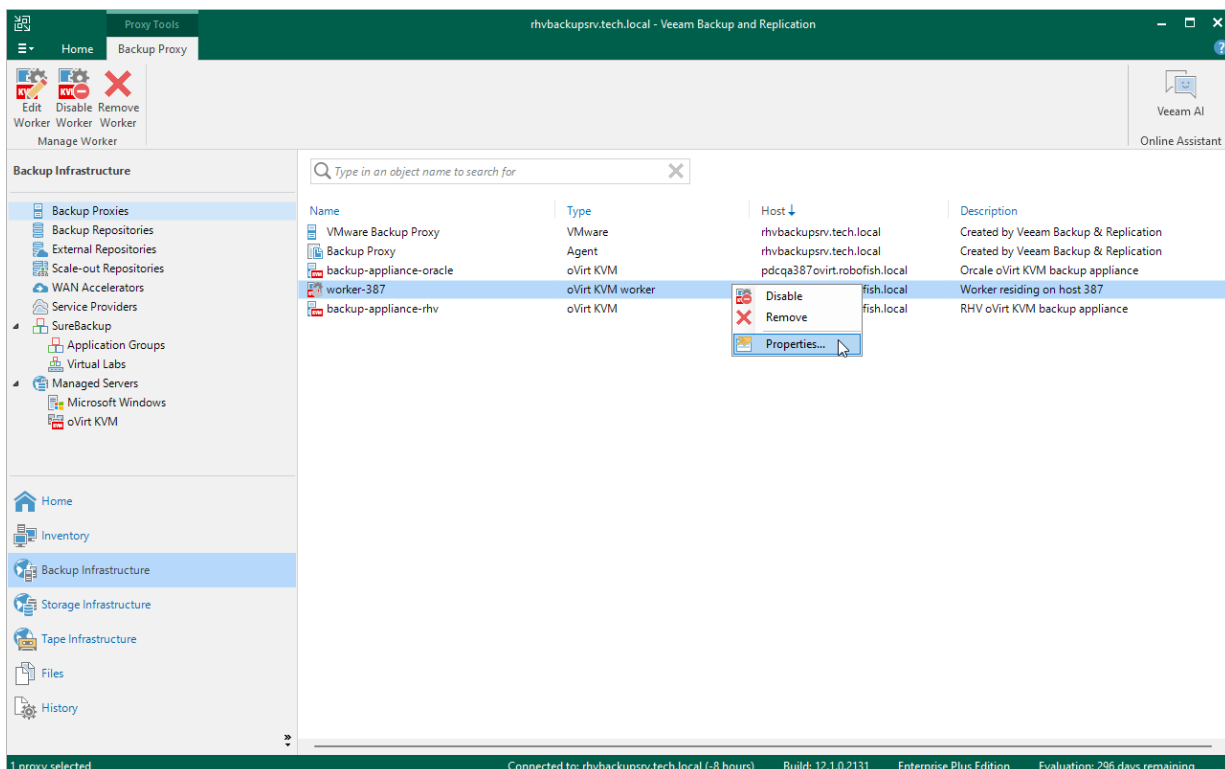 Proxy Tools
rhvbackupsrv.tech.local - Veeam Backup and Replication
Home Backup Proxy
Edit Worker
Disable Worker
Remove Worker
Manage Worker
Veeam AI
Online Assistant
Backup Infrastructure
Backup Proxies
Backup Repositories
External Repositories
Scale-out Repositories
WAN Accelerators
Service Providers
SureBackup
Application Groups
Virtual Labs
Managed Servers
Microsoft Windows
oVirt KVM
Home
Inventory
Backup Infrastructure
Storage Infrastructure
Tape Infrastructure
Files
History
Type in an object name to search for
Name Type Host Description
VMware Backup Proxy VMware rhvbackupsrv.tech.local Created by Veeam Backup & Replication
Backup Proxy Agent rhvbackupsrv.tech.local Created by Veeam Backup & Replication
backup-appliance-oracle oVirt KVM pdcqa387ovirt.robofish.local Orcale oVirt KVM backup appliance
worker-387 oVirt KVM worker fish.local Worker residing on host 387
backup-appliance-rhv oVirt KVM fish.local RHV oVirt KVM backup appliance
Disable
Remove
Properties...
1 proxy selected
Connected to: rhvbackupsrv.tech.local (-8 hours) Build: 12.1.0.2131 Enterprise Plus Edition Evaluation: 296 days remaining